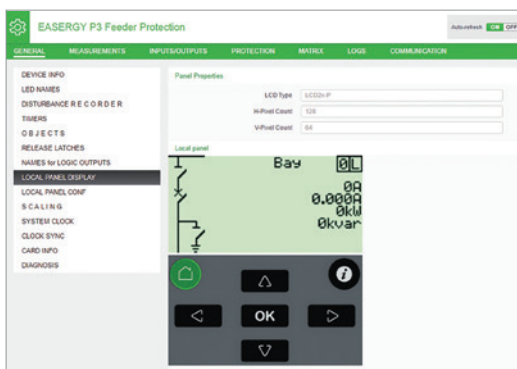 EASERGY P3 Feeder Protection
Auto-refresh ON OFF
GENERAL MEASUREMENTS INPUTS/OUTPUTS PROTECTION MATRIX LOGS COMMUNICATION
DEVICE INFO
LED NAMES
DISTURBANCE RECORDER
TIMERS
OBJECTS
RELEASE LATCHES
NAMES for LOGIC OUTPUTS
LOCAL PANEL DISPLAY
LOCAL PANEL CONF
SCALING
SYSTEM CLOCK
CLOCK SYNC
CARD INFO
DIAGNOSIS
Panel Properties
LCD Type
H-Pixel Count 128
V-Pixel Count 64
Local panel
Bay 0 L
0A
0.000A
0kW
0kvar
i
OK